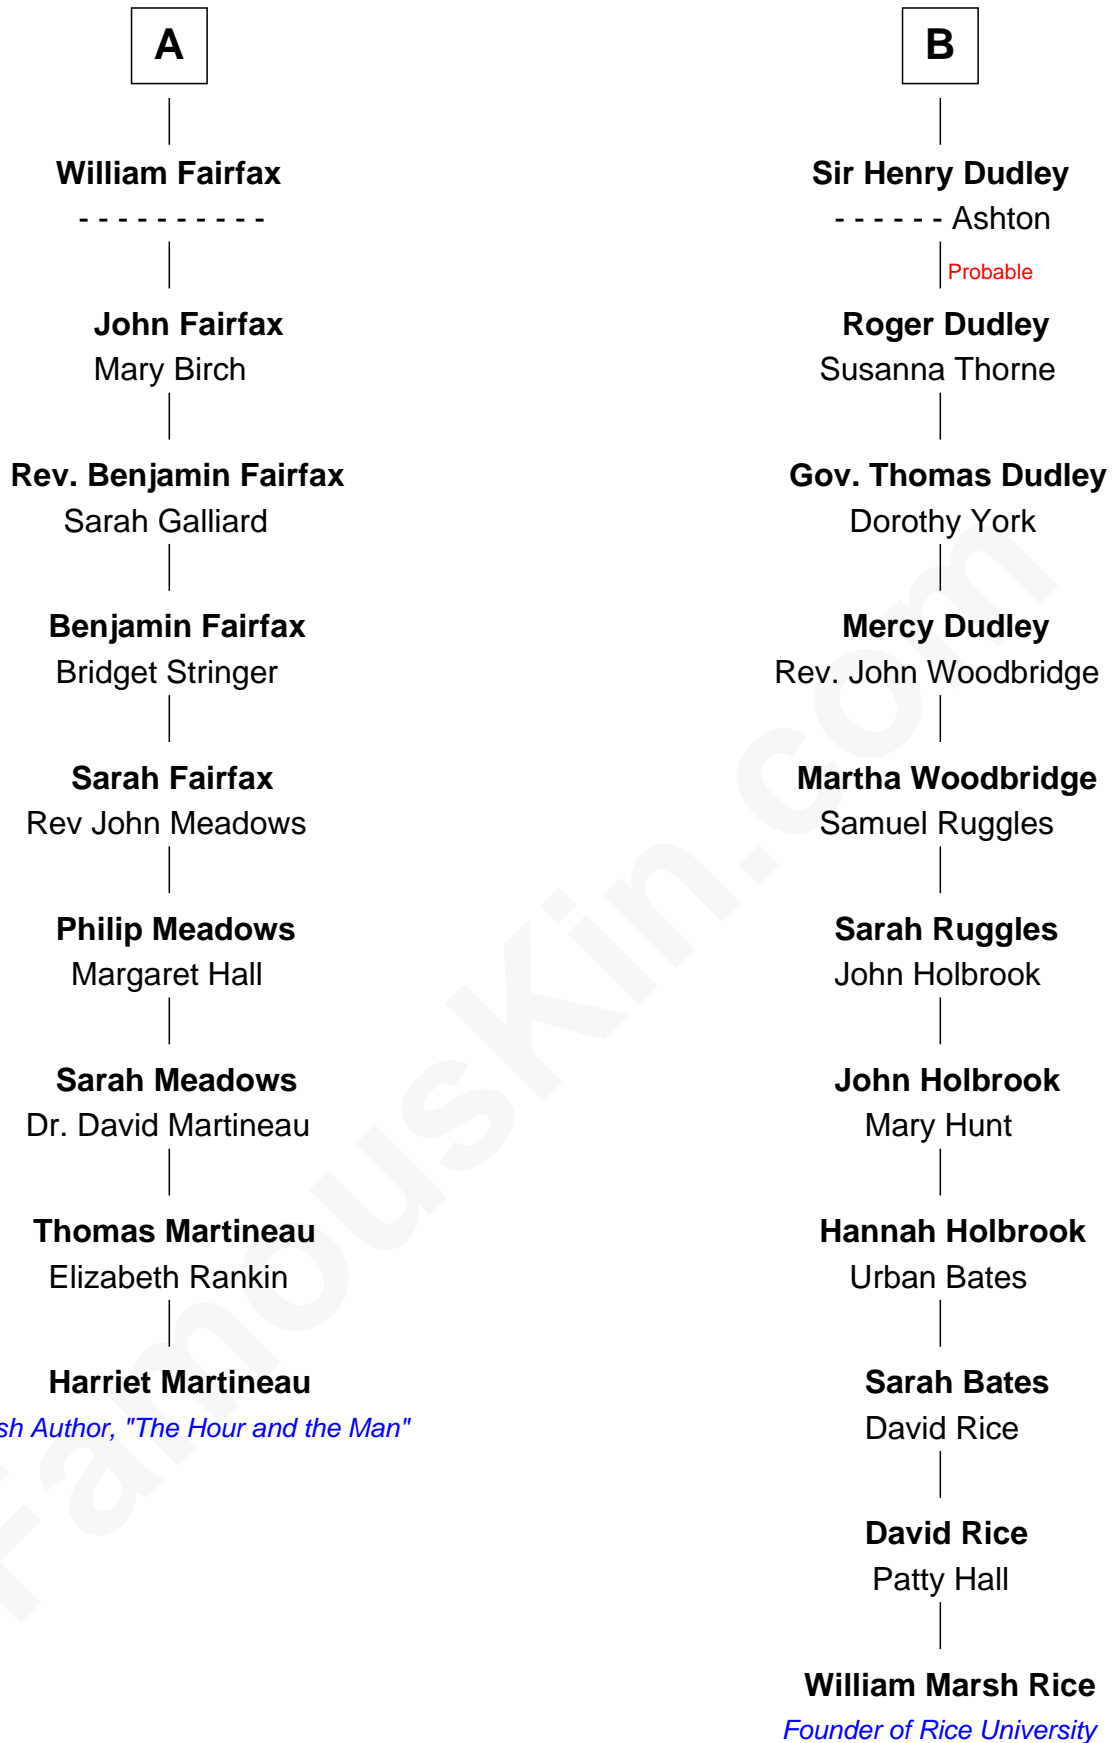 A
William Fairfax
- - - - - - - - - -
John Fairfax
Mary Birch
Rev. Benjamin Fairfax
Sarah Galliard
Benjamin Fairfax
Bridget Stringer
Sarah Fairfax
Rev John Meadows
Philip Meadows
Margaret Hall
Sarah Meadows
Dr. David Martineau
Thomas Martineau
Elizabeth Rankin
Harriet Martineau
sh Author, "The Hour and the Man"
B
Sir Henry Dudley
- - - - - - Ashton
Probable
Roger Dudley
Susanna Thorne
Gov. Thomas Dudley
Dorothy York
Mercy Dudley
Rev. John Woodbridge
Martha Woodbridge
Samuel Ruggles
Sarah Ruggles
John Holbrook
John Holbrook
Mary Hunt
Hannah Holbrook
Urban Bates
Sarah Bates
David Rice
David Rice
Patty Hall
William Marsh Rice
Founder of Rice University
FamousKin.com